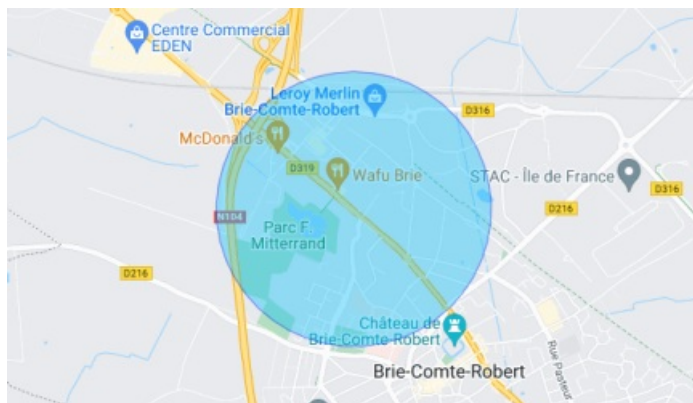 Centre Commercial
EDEN
Leroy Merlin
Brie-Comte-Robert
D316
McDonald's
D319
Wafu Brie
STAC - Île de France
D316
D216
N104
Parc F.
Mitterrand
D216
Château de
Brie-Comte-Robert
Rue Pasteur
Brie-Comte-Robert